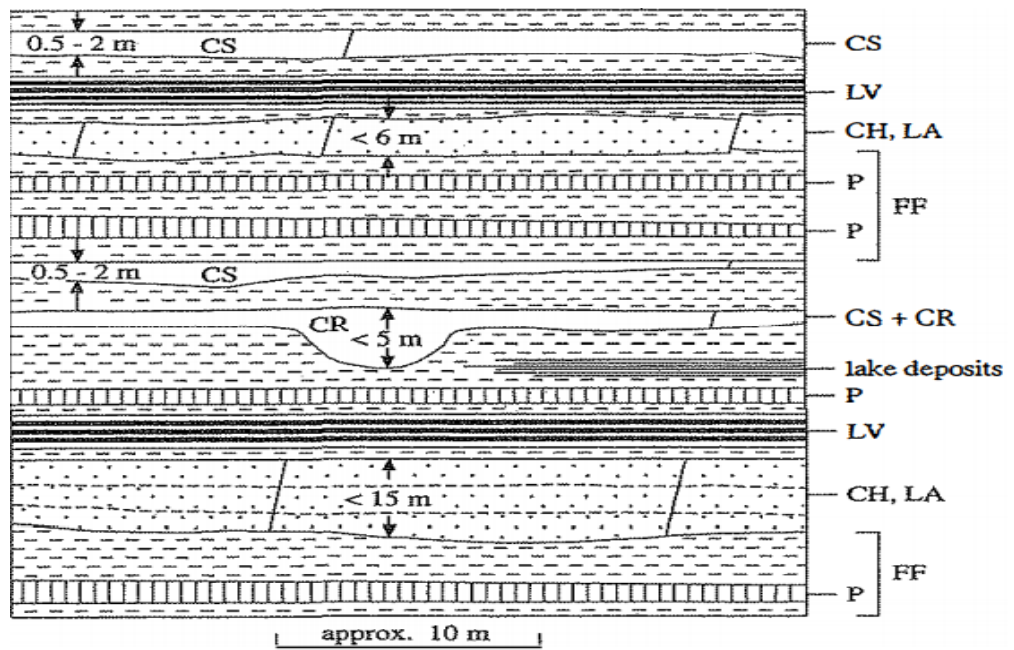 0.5 - 2 m CS
CS
LV
CH, LA
< 6 m
P
FF
P
0.5 - 2 m CS
CR
< 5 m
CS + CR
lake deposits
P
LV
< 15 m
CH, LA
FF
P
approx. 10 m